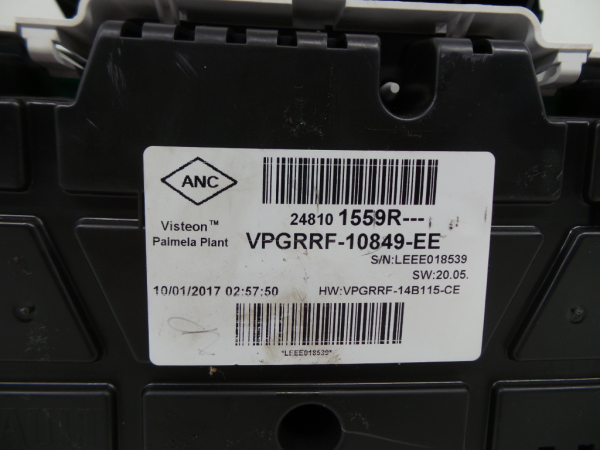 ANC
24810 1559R---
Visteon™
Palmela Plant
VPGRRF-10849-EE
S/N:LEEE018539
SW:20.05.
10/01/2017 02:57:50
HW:VPGRRF-14B115-CE
*LEEE018539*